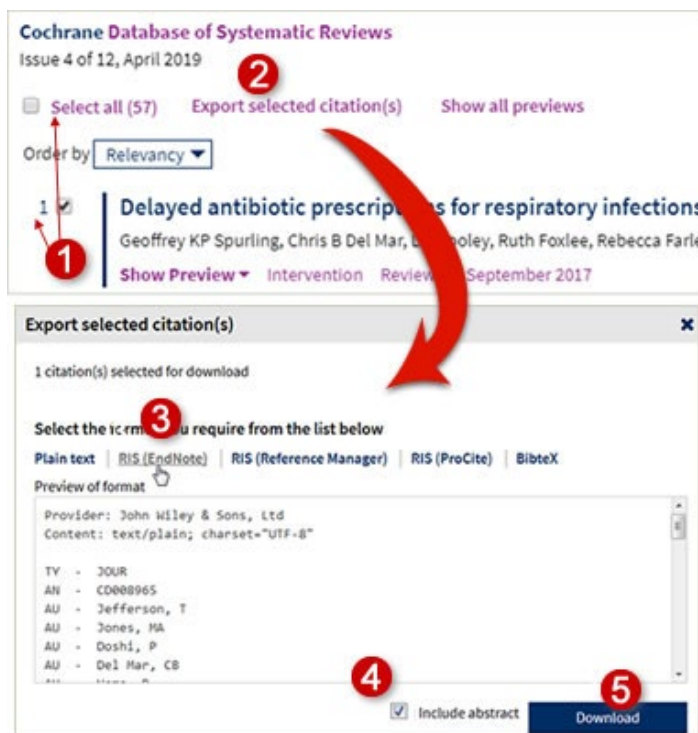 Cochrane Database of Systematic Reviews
Issue 4 of 12, April 2019
2
Select all (57) Export selected citation(s) Show all previews
Order by Relevancy
1 Delayed antibiotic prescriptions for respiratory infections
1
Geoffrey KP Spurling, Chris B Del Mar, Ruth Foxlee, Rebecca Farle
Show Preview Intervention Review September 2017
Export selected citation(s)
1 citation(s) selected for download
3
Select the you require from the list below
Plain text RIS (EndNote) RIS (Reference Manager) RIS (ProCite) BibteX
Preview of format
Provider: John Wiley & Sons, Ltd
Content: text/plain; charset="UTF-8"
TY - JOUR
AN - CD008965
AU - Jefferson, T
AU - Jones, MA
AU - Doshi, P
AU - Del Mar, CB
4
5
Include abstract Download